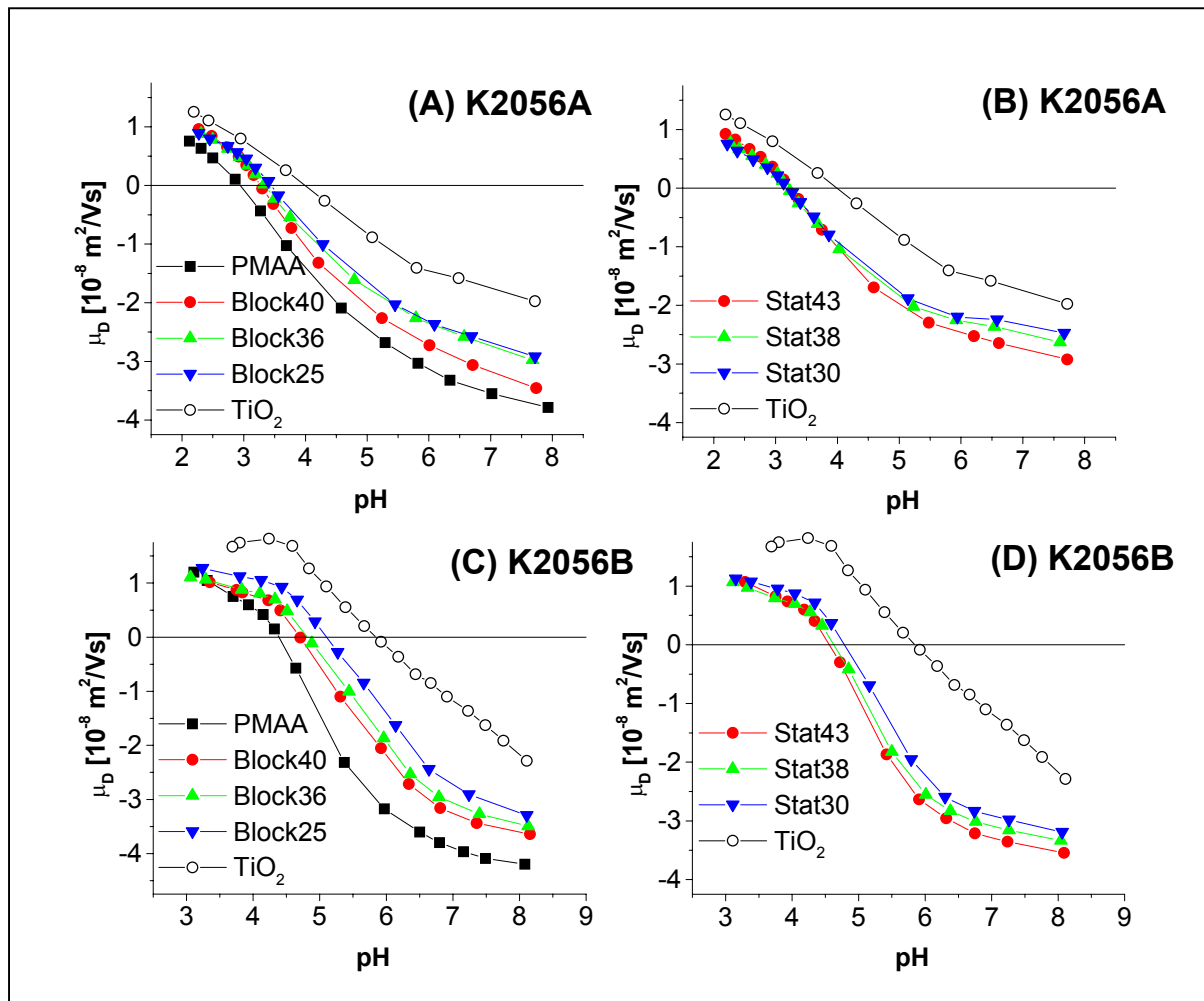 (A) K2056A
1
0
-1
-2
-3
-4
μD [10-8 m2/Vs]
PMAA
Block40
Block36
Block25
TiO2
2 3 4 5 6 7 8
pH
(B) K2056A
1
0
-1
-2
-3
-4
μD [10-8 m2/Vs]
Stat43
Stat38
Stat30
TiO2
2 3 4 5 6 7 8
pH
(C) K2056B
1
0
-1
-2
-3
-4
μD [10-8 m2/Vs]
PMAA
Block40
Block36
Block25
TiO2
3 4 5 6 7 8 9
pH
(D) K2056B
1
0
-1
-2
-3
-4
μD [10-8 m2/Vs]
Stat43
Stat38
Stat30
TiO2
3 4 5 6 7 8 9
pH